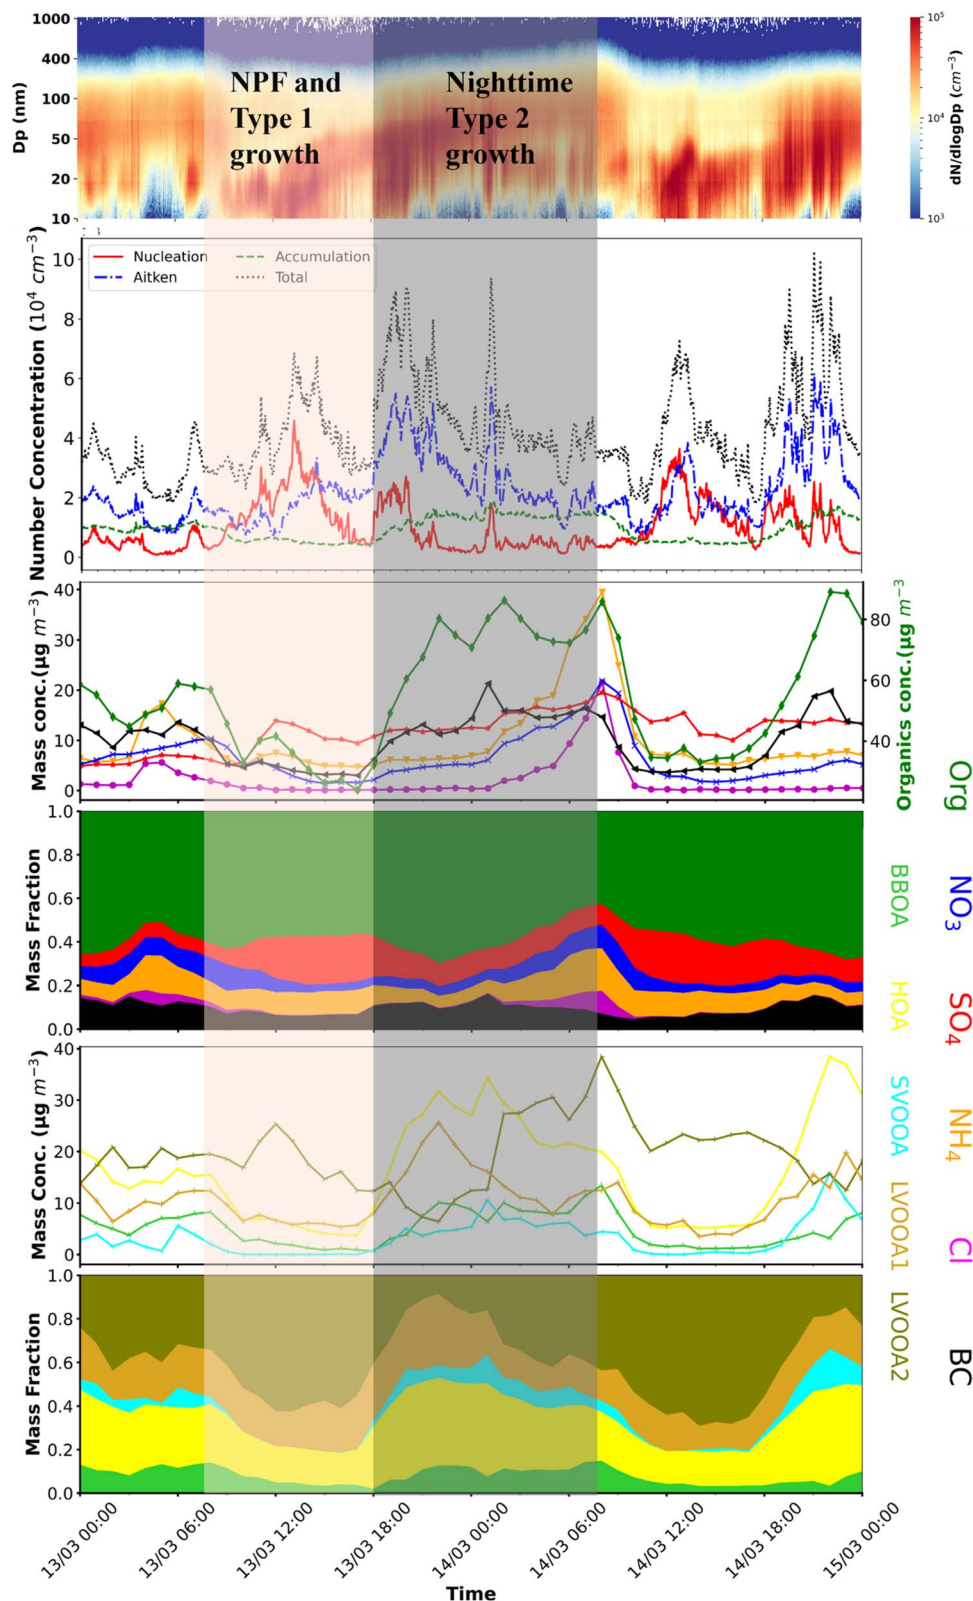 1000
400
100
50
20
10
Dp (nm)
NPF and
Type 1
growth
Nighttime
Type 2
growth
10⁵
10⁴
10³
dN/dlogDp (cm⁻³)
Nucleation
Aitken
Accumulation
Total
10
8
6
4
2
0
Number Concentration (10⁴ cm⁻³)
40
30
20
10
0
Mass conc.(μg m⁻³)
80
60
40
Organics conc.(μg m⁻³
1.0
0.8
0.6
0.4
0.2
0.0
Mass Fraction
40
30
20
10
0
Mass Conc. (μg m⁻³)
1.0
0.8
0.6
0.4
0.2
0.0
Mass Fraction
BBOA
HOA
SVOOA
LVOOA1
LVOOA2
Org
NO₃
SO₄
NH₄
Cl
BC
13/03 00:00
13/03 06:00
13/03 12:00
13/03 18:00
14/03 00:00
14/03 06:00
14/03 12:00
14/03 18:00
15/03 00:00
Time